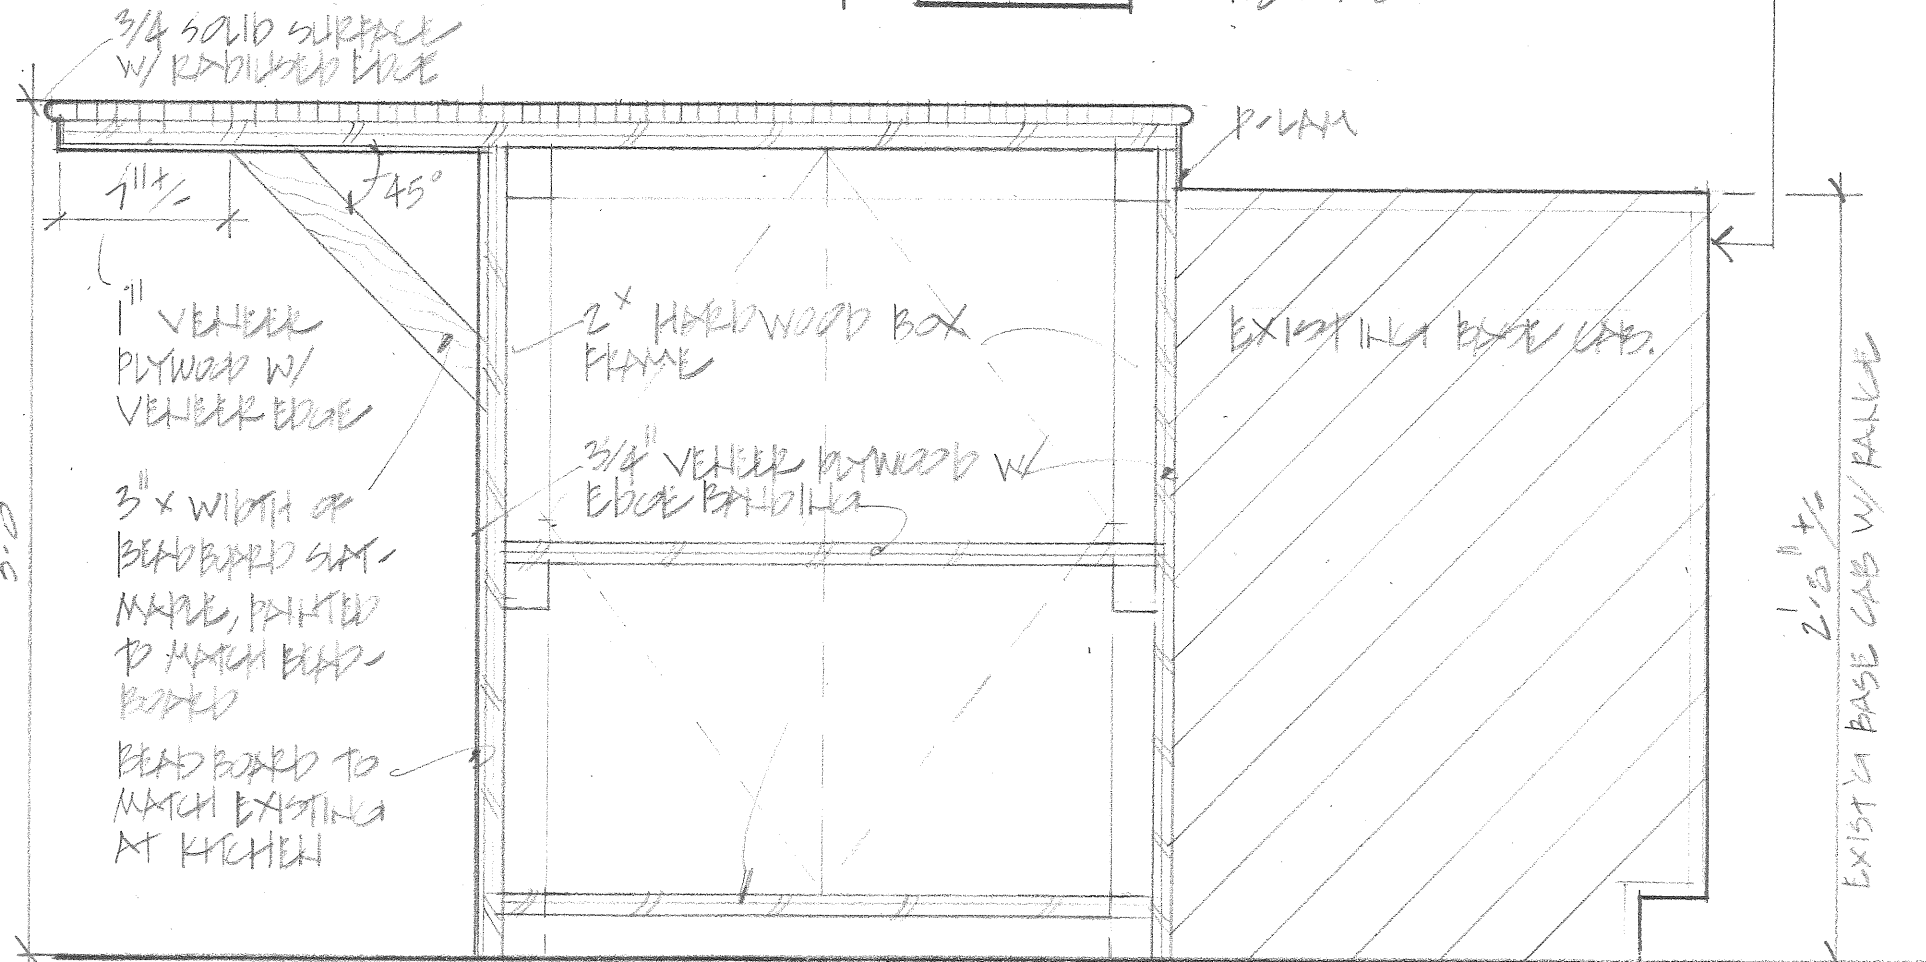 3/4 SOLID SURFACE
W/ RADIUSED EDGE
P-LAM
7"+/-
45°
1" VENEER
PLYWOOD W/
VENEER EDGE
2x HARDWOOD BOX
FRAME
EXISTING BASE CAB.
3/4" VENEER PLYWOOD W/
EDGE BANDING
3" x WIDTH OF
BEADBOARD SLAT-
MAPLE, PAINTED
TO MATCH BEAD-
BOARD
BEADBOARD TO
MATCH EXISTING
AT KITCHEN
2'-8" +/-
EXIST'G BASE CAB W/ RANGE